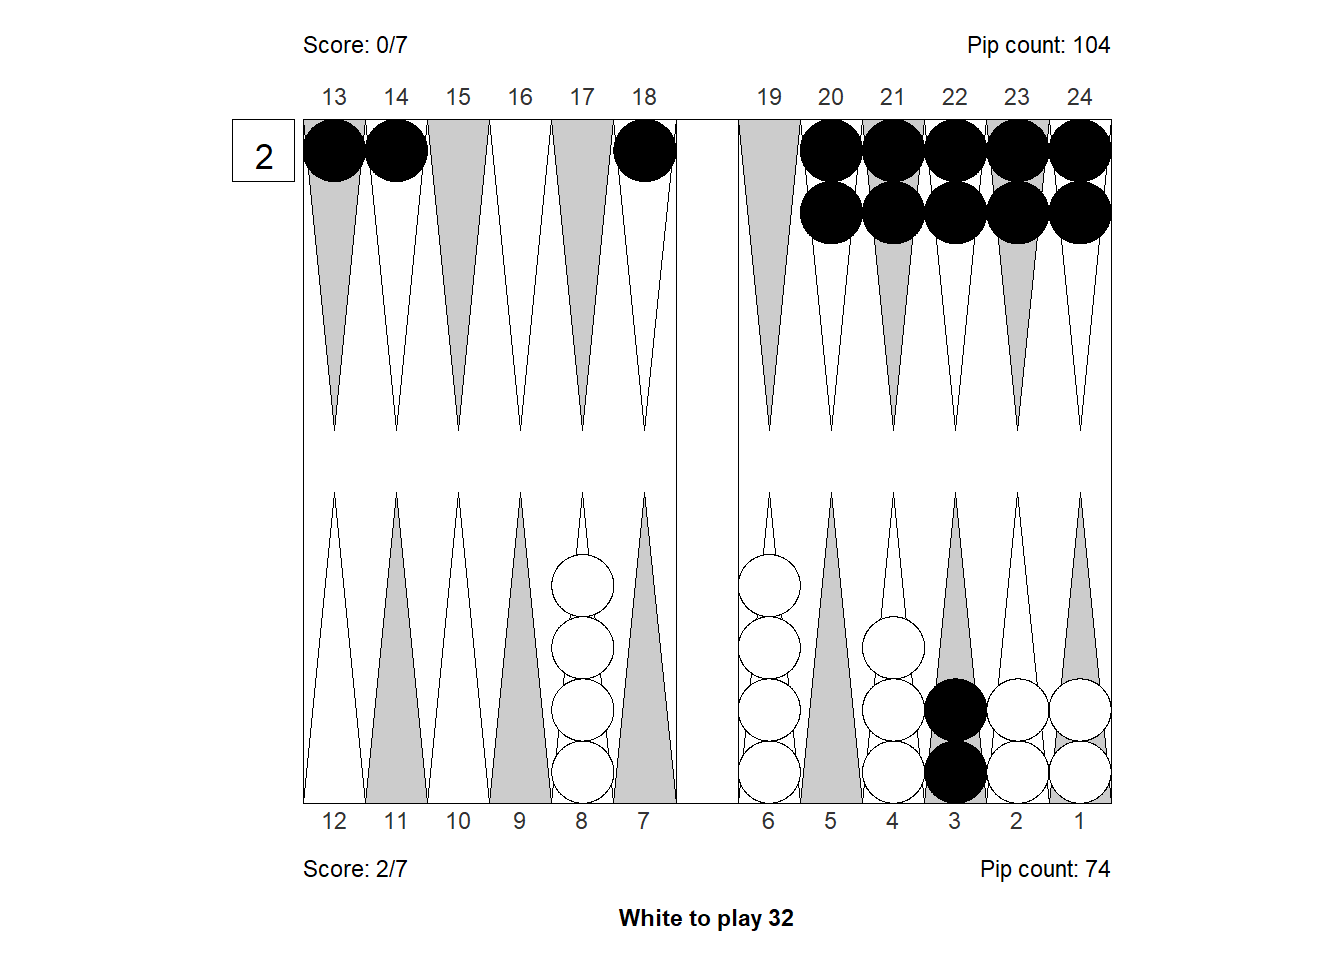 Score: 0/7 Pip count: 104
13 14 15 16 17 18 19 20 21 22 23 24
2
12 11 10 9 8 7 6 5 4 3 2 1
Score: 2/7 Pip count: 74
White to play 32